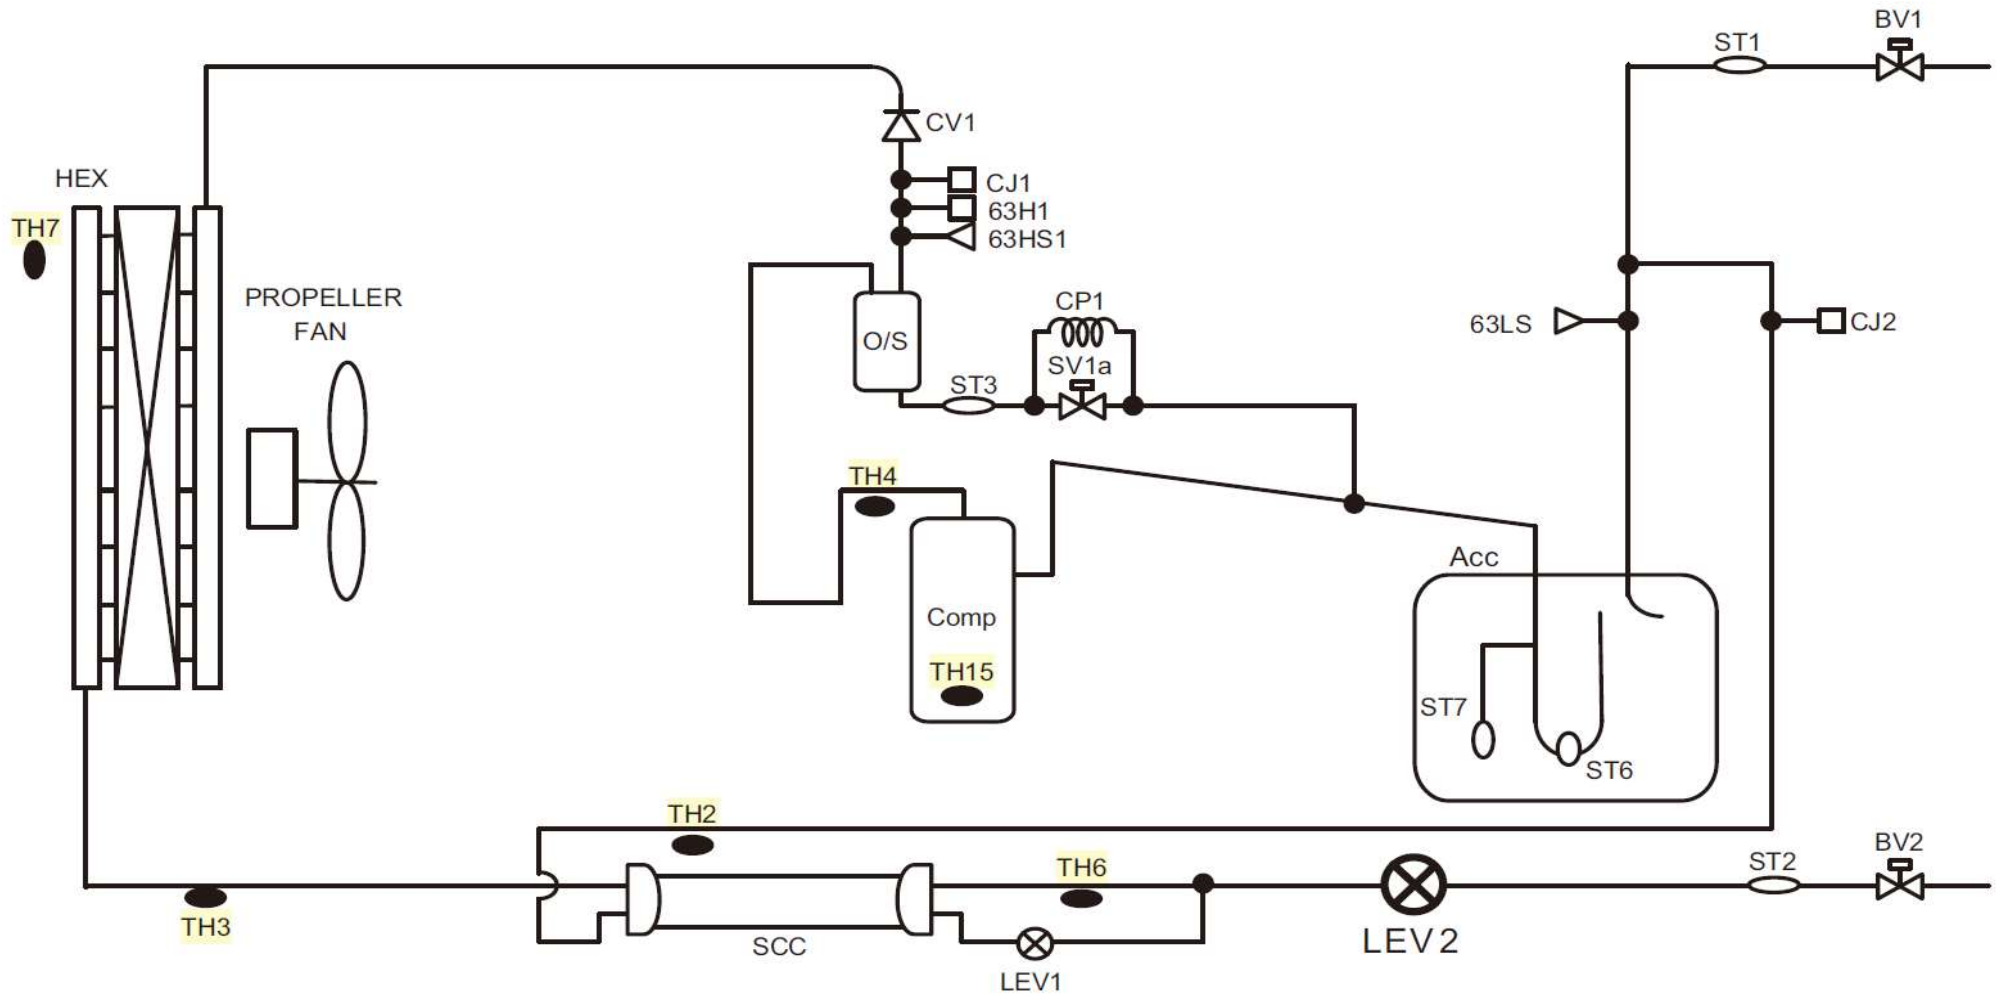 BV1
ST1
CV1
HEX
CJ1
63H1
TH7
63HS1
PROPELLER
FAN
CP1
63LS
CJ2
O/S
SV1a
ST3
TH4
Acc
Comp
TH15
ST7
ST6
TH2
BV2
TH6
ST2
TH3
SCC
LEV2
LEV1